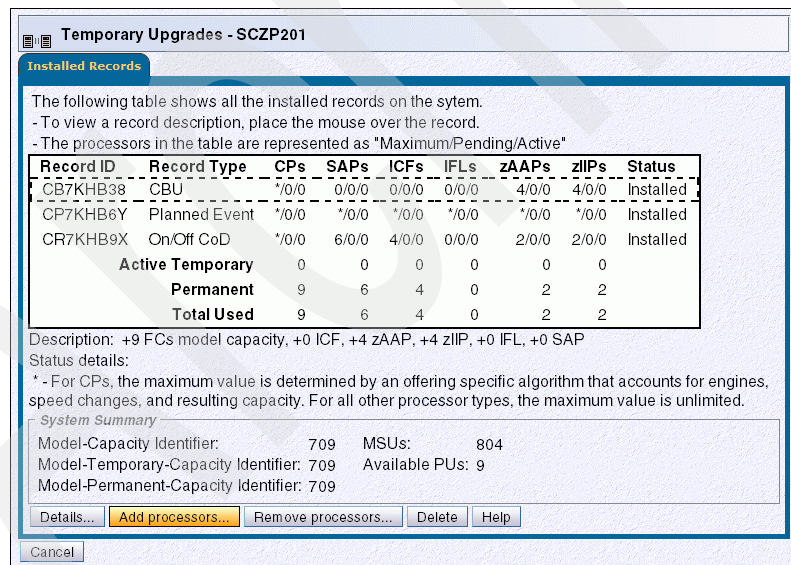 Temporary Upgrades - SCZP201
Installed Records
The following table shows all the installed records on the sytem.
- To view a record description, place the mouse over the record.
- The processors in the table are represented as "Maximum/Pending/Active"
Record ID Record Type CPs SAPs ICFs IFLs zAAPs zIIPs Status
CB7KHB38 CBU */0/0 0/0/0 0/0/0 0/0/0 4/0/0 4/0/0 Installed
CP7KHB6Y Planned Event */0/0 */0/0 */0/0 */0/0 */0/0 */0/0 Installed
CR7KHB9X On/Off CoD */0/0 6/0/0 4/0/0 0/0/0 2/0/0 2/0/0 Installed
Active Temporary 0 0 0 0 0 0
Permanent 9 6 4 0 2 2
Total Used 9 6 4 0 2 2
Description: +9 FCs model capacity, +0 ICF, +4 zAAP, +4 zIIP, +0 IFL, +0 SAP
Status details:
* - For CPs, the maximum value is determined by an offering specific algorithm that accounts for engines,
speed changes, and resulting capacity. For all other processor types, the maximum value is unlimited.
System Summary
Model-Capacity Identifier: 709 MSUs: 804
Model-Temporary-Capacity Identifier: 709 Available PUs: 9
Model-Permanent-Capacity Identifier: 709
Details... Add processors... Remove processors... Delete Help
Cancel